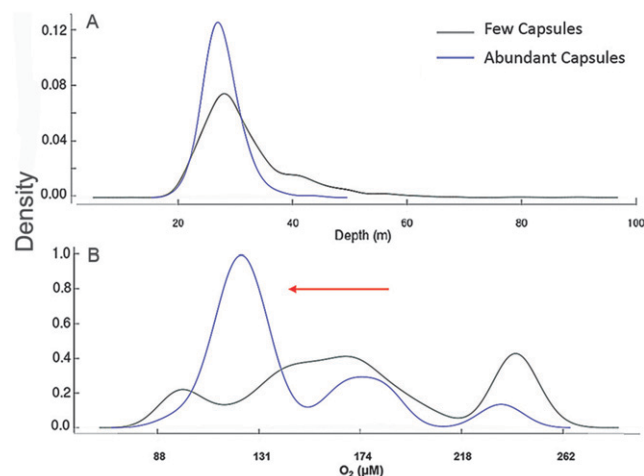 A
Few Capsules
Abundant Capsules
0.12
0.08
0.04
0.00
20 40 60 80 100
Depth (m)
Density
B
1.0
0.8
0.6
0.4
0.2
0.0
88 131 174 218 262
O₂ (µM)